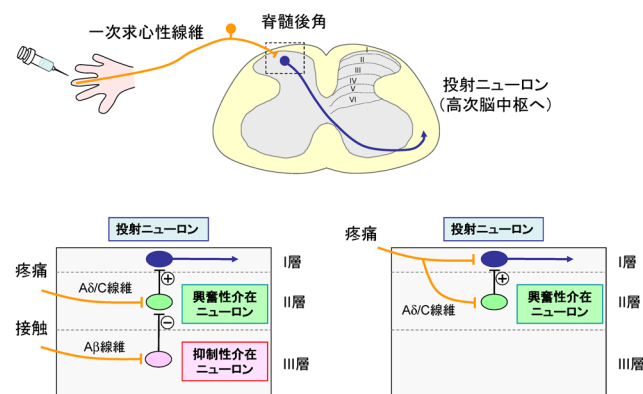 一次求心性線維
脊髄後角
I
II
III
IV
V
VI
投射ニューロン
（高次脳中枢へ）
投射ニューロン
疼痛
Aδ/C線維
接触
Aβ線維
+
−
興奮性介在
ニューロン
抑制性介在
ニューロン
I層
II層
III層
投射ニューロン
疼痛
Aδ/C線維
+
興奮性介在
ニューロン
I層
II層
III層